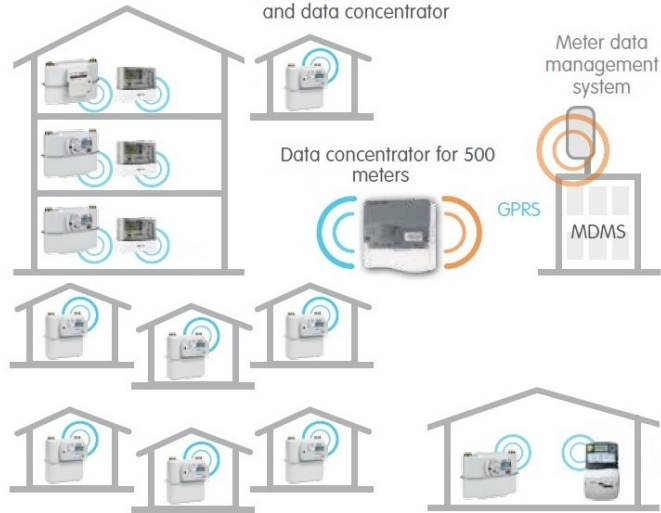 and data concentrator
Meter data
management
system
Data concentrator for 500
meters
GPRS
MDMS